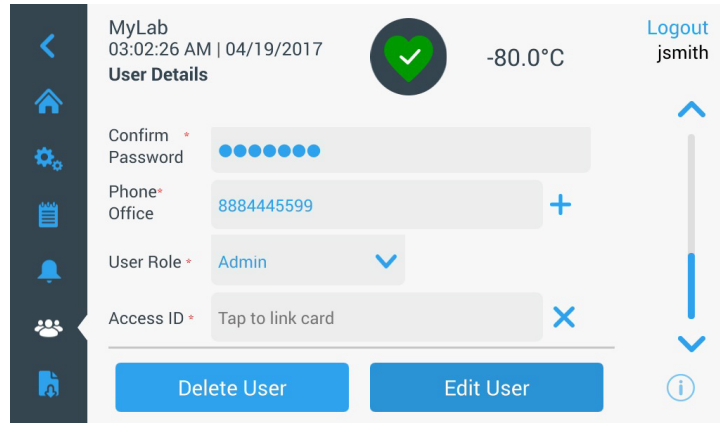 MyLab
03:02:26 AM | 04/19/2017
User Details
-80.0°C
Logout
jsmith
Confirm *
Password
Phone*
Office
8884445599
User Role *
Admin
Access ID *
Tap to link card
Delete User
Edit User